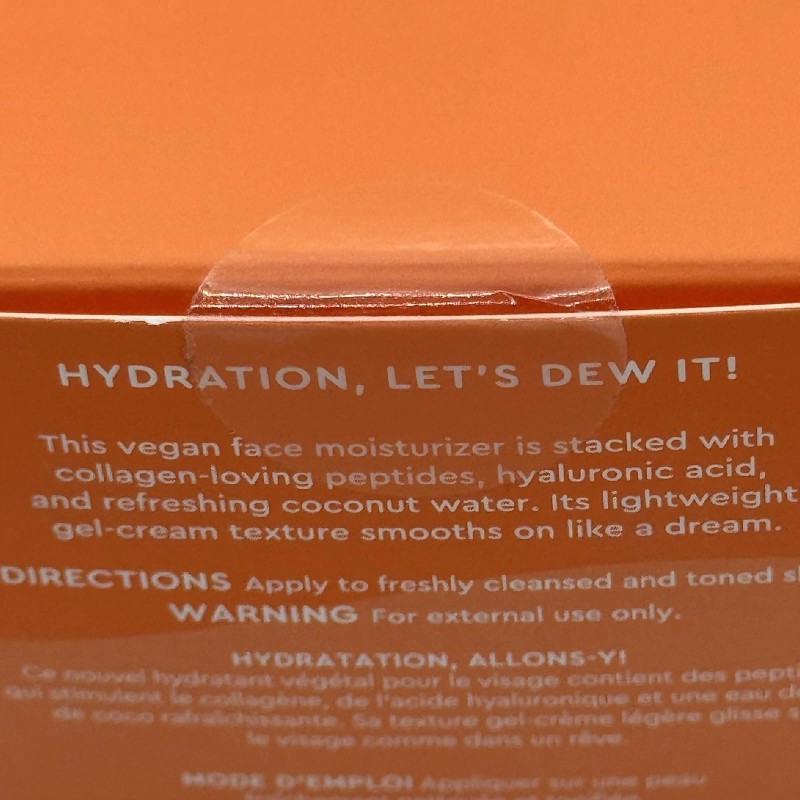 HYDRATION, LET'S DEW IT!
This vegan face moisturizer is stacked with
collagen-loving peptides, hyaluronic acid,
and refreshing coconut water. Its lightweight
gel-cream texture smooths on like a dream.
DIRECTIONS Apply to freshly cleansed and toned
WARNING For external use only.
HYDRATATION, ALLONS-Y!
Ce nouvel hydratant végétal pour le visage contient des
qui stimulent le collagène, de l'acide hyaluronique et une eau
de coco rafraîchissante. Sa texture gel-crème légère glisse
le visage comme dans un rêve.
MODE D'EMPLOI Appliquer sur une peau